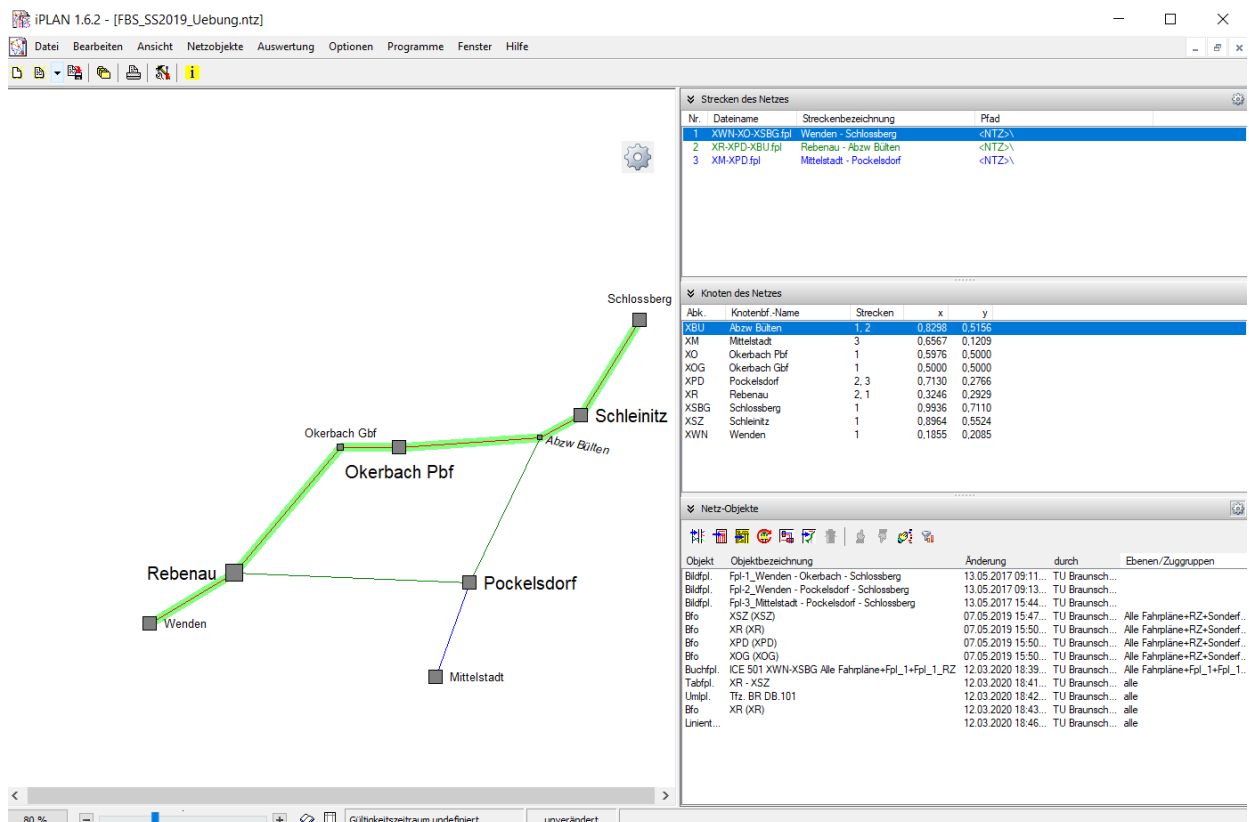 iPLAN 1.6.2 - [FBS_SS2019_Uebung.ntz]
Datei Bearbeiten Ansicht Netzobjekte Auswertung Optionen Programme Fenster Hilfe
Schlossberg
Schleinitz
Okerbach Gbf
Abzw Bülten
Okerbach Pbf
Rebenau
Pockelsdorf
Wenden
Mittelstadt
Strecken des Netzes
Nr. Dateiname Streckenbezeichnung Pfad
1 XWN-XO-XSBG.fpl Wenden - Schlossberg <NTZ>\
2 XR-XPD-XBU.fpl Rebenau - Abzw Bülten <NTZ>\
3 XM-XPD.fpl Mittelstadt - Pockelsdorf <NTZ>\
Knoten des Netzes
Abk. Knotenbf.-Name Strecken x y
XBU Abzw Bülten 1, 2 0,8298 0,5156
XM Mittelstadt 3 0,6567 0,1209
XO Okerbach Pbf 1 0,5976 0,5000
XOG Okerbach Gbf 1 0,5000 0,5000
XPD Pockelsdorf 2, 3 0,7130 0,2766
XR Rebenau 2, 1 0,3246 0,2929
XSBG Schlossberg 1 0,9936 0,7110
XSZ Schleinitz 1 0,8964 0,5524
XWN Wenden 1 0,1855 0,2085
Netz-Objekte
Objekt Objektbezeichnung Änderung durch Ebenen/Zuggruppen
Bildfpl. Fpl-1_Wenden - Okerbach - Schlossberg 13.05.2017 09:11... TU Braunsch...
Bildfpl. Fpl-2_Wenden - Pockelsdorf - Schlossberg 13.05.2017 09:13... TU Braunsch...
Bildfpl. Fpl-3_Mittelstadt - Pockelsdorf - Schlossberg 13.05.2017 15:44... TU Braunsch...
Bfo XSZ (XSZ) 07.05.2019 15:47... TU Braunsch... Alle Fahrpläne+RZ+Sonderf...
Bfo XR (XR) 07.05.2019 15:50... TU Braunsch... Alle Fahrpläne+RZ+Sonderf...
Bfo XPD (XPD) 07.05.2019 15:50... TU Braunsch... Alle Fahrpläne+RZ+Sonderf...
Bfo XOG (XOG) 07.05.2019 15:50... TU Braunsch... Alle Fahrpläne+RZ+Sonderf...
Buchfpl. ICE 501 XWN-XSBG Alle Fahrpläne+Fpl_1+Fpl_1_RZ 12.03.2020 18:39... TU Braunsch... Alle Fahrpläne+Fpl_1+Fpl_1...
Tabfpl. XR - XSZ 12.03.2020 18:41... TU Braunsch... alle
Umlpl. Tfz. BR DB.101 12.03.2020 18:42... TU Braunsch... alle
Bfo XR (XR) 12.03.2020 18:43... TU Braunsch... alle
Linient... 12.03.2020 18:46... TU Braunsch... alle
80 % Gültigkeitszeitraum undefiniert unverändert